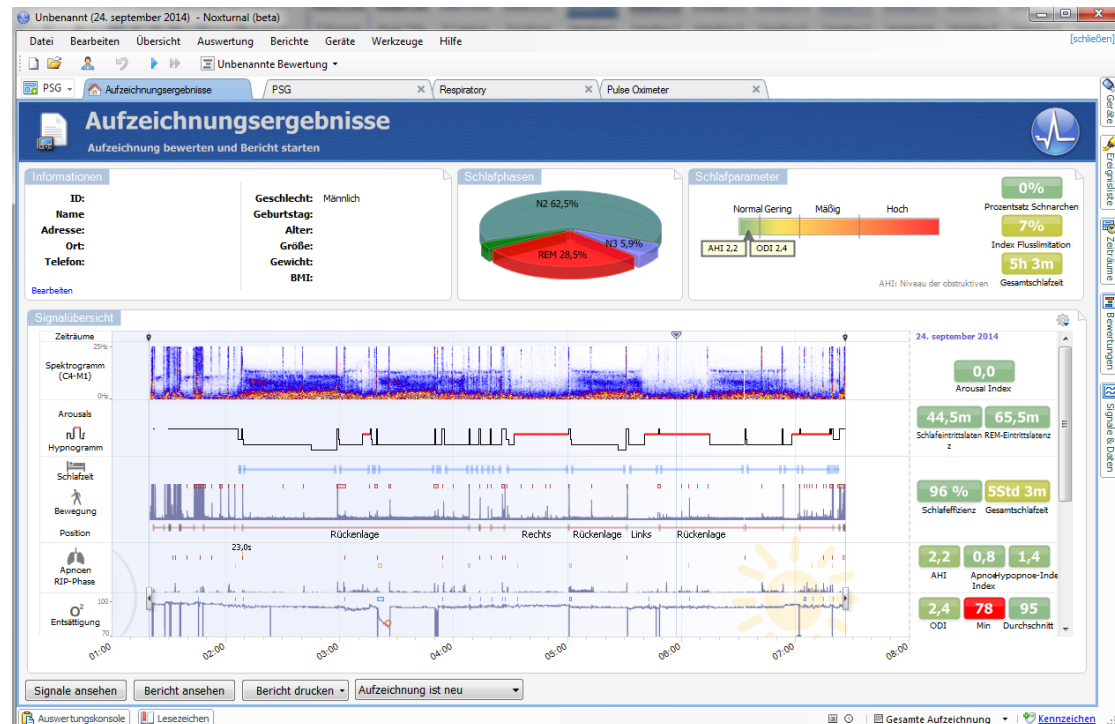 Unbenannt (24. september 2014) - Noxturnal (beta)
Datei Bearbeiten Übersicht Auswertung Berichte Geräte Werkzeuge Hilfe
[schließen]
Unbenannte Bewertung
PSG
Aufzeichnungsergebnisse
PSG
Respiratory
Pulse Oximeter
Aufzeichnungsergebnisse
Aufzeichnung bewerten und Bericht starten
Informationen
ID:
Name
Adresse:
Ort:
Telefon:
Geschlecht: Männlich
Geburtstag:
Alter:
Größe:
Gewicht:
BMI:
Bearbeiten
Schlafphasen
N2 62,5%
N3 5,9%
REM 28,5%
Schlafparameter
Normal Gering Mäßig Hoch
AHI 2,2
ODI 2,4
AHI: Niveau der obstruktiven
0%
Prozentsatz Schnarchen
7%
Index Flusslimitation
5h 3m
Gesamtschlafzeit
Signalübersicht
Zeiträume
25Hz
Spektrogramm
(C4-M1)
0Hz
Arousals
Hypnogramm
Schlafzeit
Bewegung
Position
Rückenlage Rechts Rückenlage Links Rückenlage
23,0s
Apnoen
RIP-Phase
100
O²
Entsättigung
70
01:00 02:00 03:00 04:00 05:00 06:00 07:00 08:00
24. september 2014
0,0
Arousal Index
44,5m 65,5m
Schlafeintrittslaten REM-Eintrittslatenz
z
96 % 5Std 3m
Schlafeffizienz Gesamtschlafzeit
2,2 0,8 1,4
AHI Apnoe Hypopnoe-Inde
Index
2,4 78 95
ODI Min Durchschnitt
Geräte
Ereignisliste
Zeiträume
Bewertungen
Signale & Daten
Signale ansehen
Bericht ansehen
Bericht drucken
Aufzeichnung ist neu
Auswertungskonsole
Lesezeichen
Gesamte Aufzeichnung
Kennzeichen